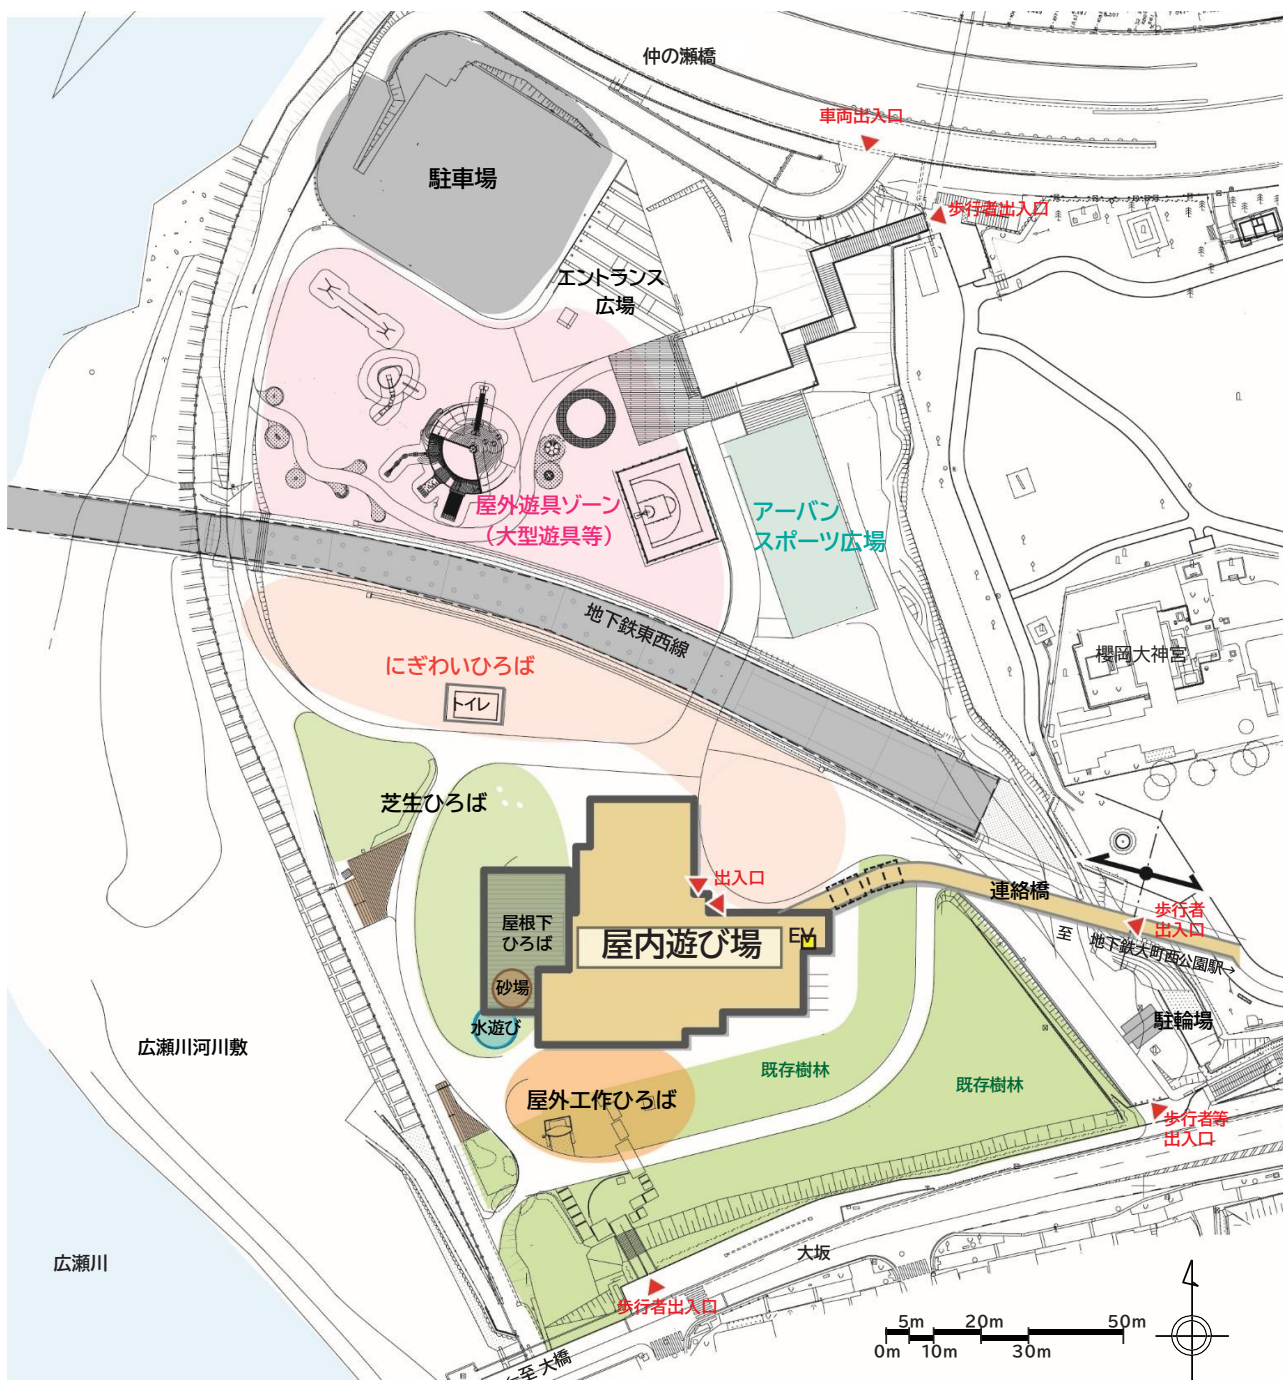 仲の瀬橋
車両出入口
駐車場
歩行者出入口
エントランス
広場
屋外遊具ゾーン
（大型遊具等）
アーバン
スポーツ広場
地下鉄東西線
櫻岡大神宮
にぎわいひろば
トイレ
芝生ひろば
出入口
連絡橋
歩行者
出入口
屋根下
ひろば
屋内遊び場
EV
至 地下鉄大町西公園駅→
砂場
水遊び
駐輪場
広瀬川河川敷
既存樹林
既存樹林
屋外工作ひろば
歩行者等
出入口
大坂
広瀬川
歩行者出入口
5m 20m 50m
0m 10m 30m
←至 大橋